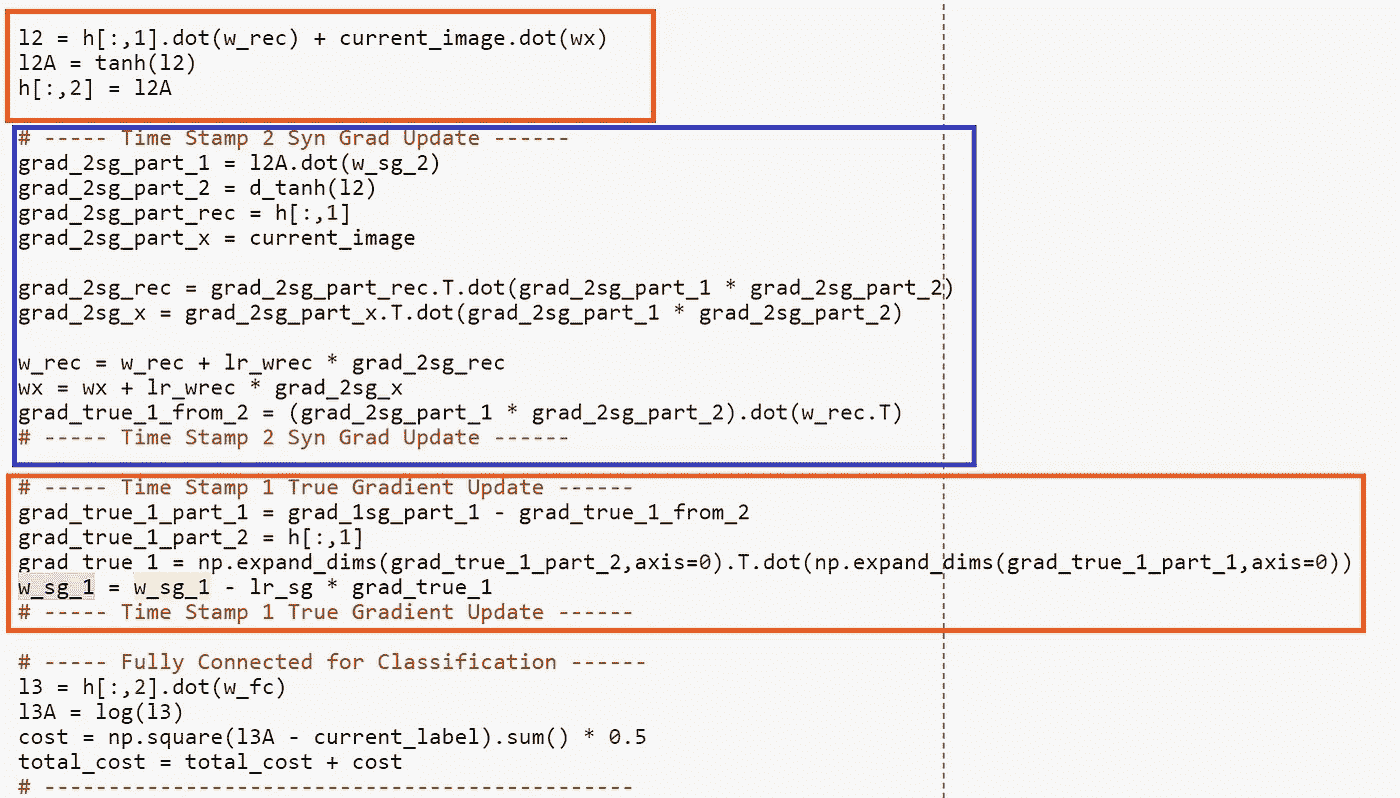 l2 = h[:,1].dot(w_rec) + current_image.dot(wx)
l2A = tanh(l2)
h[:,2] = l2A
# ----- Time Stamp 2 Syn Grad Update ------
grad_2sg_part_1 = l2A.dot(w_sg_2)
grad_2sg_part_2 = d_tanh(l2)
grad_2sg_part_rec = h[:,1]
grad_2sg_part_x = current_image
grad_2sg_rec = grad_2sg_part_rec.T.dot(grad_2sg_part_1 * grad_2sg_part_2)
grad_2sg_x = grad_2sg_part_x.T.dot(grad_2sg_part_1 * grad_2sg_part_2)
w_rec = w_rec + lr_wrec * grad_2sg_rec
wx = wx + lr_wrec * grad_2sg_x
grad_true_1_from_2 = (grad_2sg_part_1 * grad_2sg_part_2).dot(w_rec.T)
# ----- Time Stamp 2 Syn Grad Update ------
# ----- Time Stamp 1 True Gradient Update ------
grad_true_1_part_1 = grad_1sg_part_1 - grad_true_1_from_2
grad_true_1_part_2 = h[:,1]
grad_true_1 = np.expand_dims(grad_true_1_part_2,axis=0).T.dot(np.expand_dims(grad_true_1_part_1,axis=0))
w_sg_1 = w_sg_1 - lr_sg * grad_true_1
# ----- Time Stamp 1 True Gradient Update ------
# ----- Fully Connected for Classification ------
l3 = h[:,2].dot(w_fc)
l3A = log(l3)
cost = np.square(l3A - current_label).sum() * 0.5
total_cost = total_cost + cost
# ----------------------------------------------